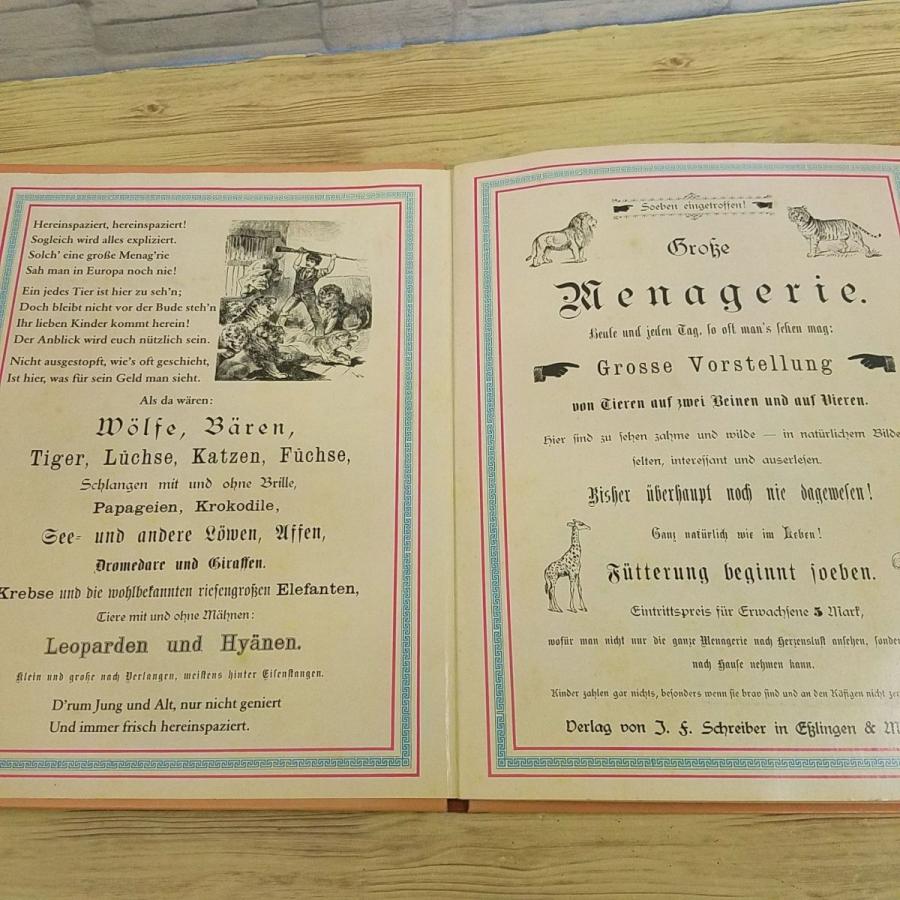 Hereinspaziert, hereinspaziert!
Sogleich wird alles expliziert.
Solch' eine große Menag'rie
Sah man in Europa noch nie!
Ein jedes Tier ist hier zu seh'n;
Doch bleibt nicht vor der Bude steh'n
Ihr lieben Kinder kommt herein!
Der Anblick wird euch nützlich sein.
Nicht ausgestopft, wie's oft geschieht,
Ist hier, was für sein Geld man sieht.
Als da wären:
Wölfe, Bären,
Tiger, Lüchse, Katzen, Füchse,
Schlangen mit und ohne Brille,
Papageien, Krokodile,
See- und andere Löwen, Affen,
Dromedare und Giraffen.
Krebse und die wohlbekannten riesengroßen Elefanten,
Tiere mit und ohne Mähnen:
Leoparden und Hyänen.
Klein und große nach Verlangen, meistens hinter Eisenstangen.
D'rum Jung und Alt, nur nicht geniert
Und immer frisch hereinspaziert.
Soeben eingetroffen!
Große
Menagerie.
Heute und jeden Tag, so oft man's sehen mag:
Grosse Vorstellung
von Tieren auf zwei Beinen und auf Vieren.
Hier sind zu sehen zahme und wilde — in natürlichem Bilde
selten, interessant und auserlesen.
Bisher überhaupt noch nie dagewesen!
Ganz natürlich wie im Leben!
Fütterung beginnt soeben.
Eintrittspreis für Erwachsene 5 Mark,
wofür man nicht nur die ganze Menagerie nach Herzenslust ansehen, sonder
nach Hause nehmen kann.
Kinder zahlen gar nichts, besonders wenn sie brav sind und an den Käfigen nicht
Verlag von J. F. Schreiber in Eßlingen & M